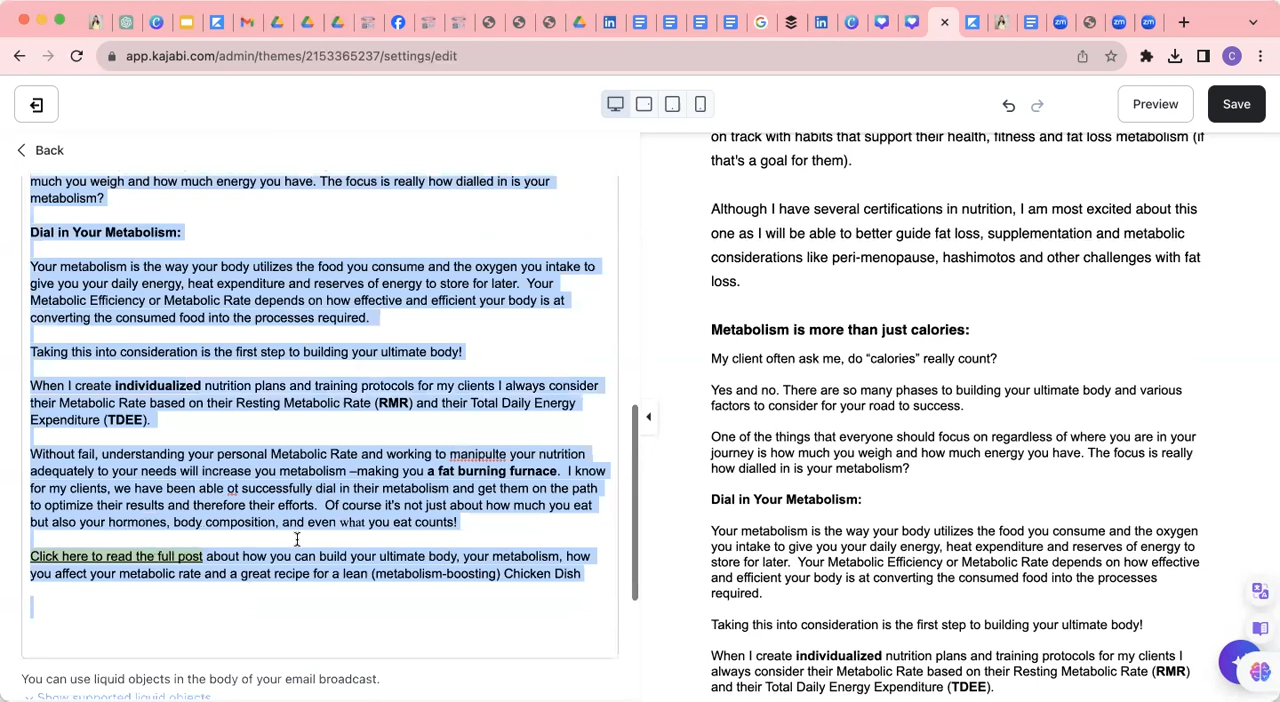 app.kajabi.com/admin/themes/2153365237/settings/edit
C
Preview
Save
Back
much you weigh and how much energy you have. The focus is really how dialled in is your
metabolism?
Dial in Your Metabolism:
Your metabolism is the way your body utilizes the food you consume and the oxygen you intake to
give you your daily energy, heat expenditure and reserves of energy to store for later.  Your
Metabolic Efficiency or Metabolic Rate depends on how effective and efficient your body is at
converting the consumed food into the processes required.
Taking this into consideration is the first step to building your ultimate body!
When I create individualized nutrition plans and training protocols for my clients I always consider
their Metabolic Rate based on their Resting Metabolic Rate (RMR) and their Total Daily Energy
Expenditure (TDEE).
Without fail, understanding your personal Metabolic Rate and working to manipulte your nutrition
adequately to your needs will increase you metabolism –making you a fat burning furnace.  I know
for my clients, we have been able ot successfully dial in their metabolism and get them on the path
to optimize their results and therefore their efforts.  Of course it's not just about how much you eat
but also your hormones, body composition, and even what you eat counts!
Click here to read the full post about how you can build your ultimate body, your metabolism, how
you affect your metabolic rate and a great recipe for a lean (metabolism-boosting) Chicken Dish
You can use liquid objects in the body of your email broadcast.
Show supported liquid objects
on track with habits that support their health, fitness and fat loss metabolism (if
that's a goal for them).
Although I have several certifications in nutrition, I am most excited about this
one as I will be able to better guide fat loss, supplementation and metabolic
considerations like peri-menopause, hashimotos and other challenges with fat
loss.
Metabolism is more than just calories:
My client often ask me, do “calories” really count?
Yes and no. There are so many phases to building your ultimate body and various
factors to consider for your road to success.
One of the things that everyone should focus on regardless of where you are in your
journey is how much you weigh and how much energy you have. The focus is really
how dialled in is your metabolism?
Dial in Your Metabolism:
Your metabolism is the way your body utilizes the food you consume and the oxygen
you intake to give you your daily energy, heat expenditure and reserves of energy to
store for later.  Your Metabolic Efficiency or Metabolic Rate depends on how effective
and efficient your body is at converting the consumed food into the processes
required.
Taking this into consideration is the first step to building your ultimate body!
When I create individualized nutrition plans and training protocols for my clients I
always consider their Metabolic Rate based on their Resting Metabolic Rate (RMR)
and their Total Daily Energy Expenditure (TDEE).